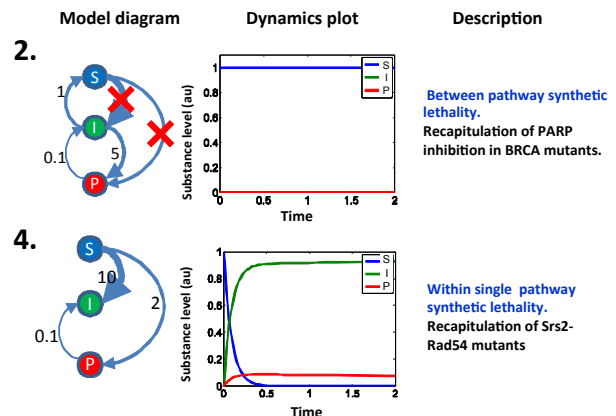 Model diagram Dynamics plot Description
2.
S
1
I
0.1
5
P
Substance level (au)
1
0.8
0.6
0.4
0.2
0
0 0.5 1 1.5 2
Time
S
I
P
Between pathway synthetic
lethality.
Recapitulation of PARP
inhibition in BRCA mutants.
4.
S
10
I
2
0.1
P
Substance level (au)
1
0.8
0.6
0.4
0.2
0
0 0.5 1 1.5 2
Time
S
I
P
Within single pathway
synthetic lethality.
Recapitulation of Srs2-
Rad54 mutants